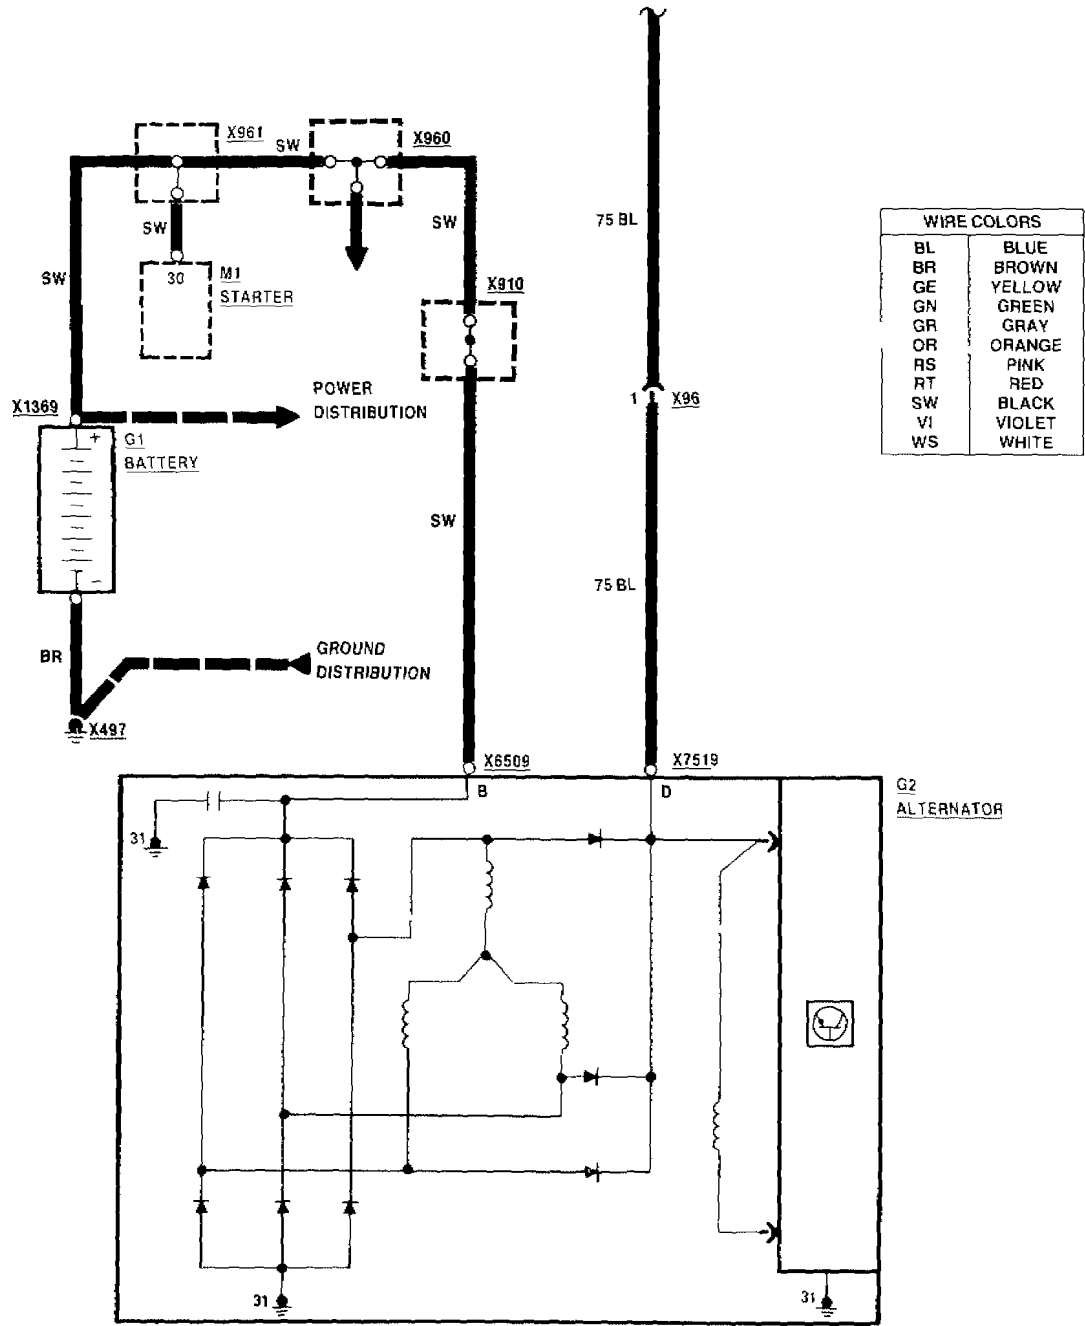 X961
SW
X960
SW
SW
75 BL
30
M1
STARTER
SW
X910
WIRE COLORS
BL BLUE
BR BROWN
GE YELLOW
GN GREEN
GR GRAY
OR ORANGE
RS PINK
RT RED
SW BLACK
VI VIOLET
WS WHITE
X1369
POWER
DISTRIBUTION
1 X96
+
G1
BATTERY
SW
75 BL
−
BR
GROUND
DISTRIBUTION
X497
X6509
X7519
B
D
G2
ALTERNATOR
31
31
31